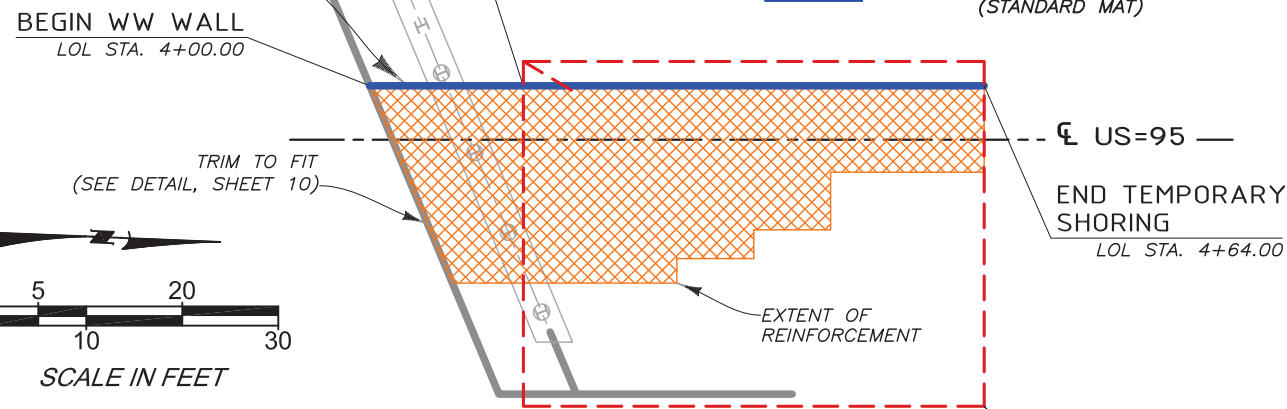 (STANDARD MAT)
BEGIN WW WALL
LOL STA. 4+00.00
H
H
H
H
H
℄ US=95
TRIM TO FIT
(SEE DETAIL, SHEET 10)
END TEMPORARY
SHORING
LOL STA. 4+64.00
N
5 20
10 30
SCALE IN FEET
EXTENT OF
REINFORCEMENT